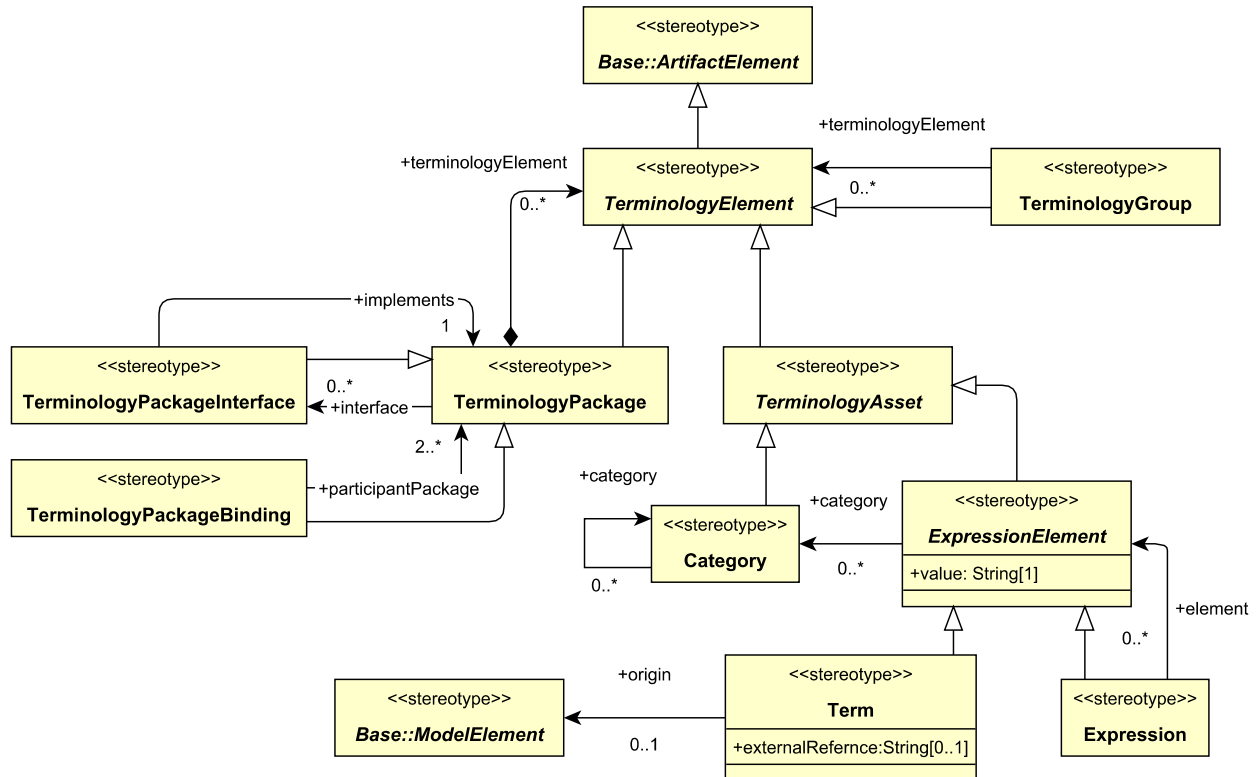 <<stereotype>>
Base::ArtifactElement
+terminologyElement
+terminologyElement
<<stereotype>>
TerminologyElement
<<stereotype>>
TerminologyGroup
0..*
0..*
+implements
1
<<stereotype>>
TerminologyPackageInterface
0..*
+interface
<<stereotype>>
TerminologyPackage
<<stereotype>>
TerminologyAsset
2..*
<<stereotype>>
TerminologyPackageBinding
+participantPackage
+category
+category
<<stereotype>>
Category
0..*
0..*
<<stereotype>>
ExpressionElement
+value: String[1]
+element
0..*
+origin
0..1
<<stereotype>>
Base::ModelElement
<<stereotype>>
Term
+externalRefernce:String[0..1]
<<stereotype>>
Expression